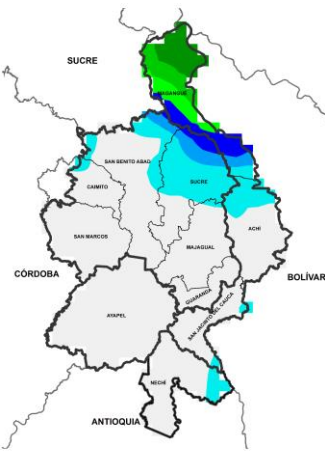 SUCRE
MAGANGUÉ
SAN BENITO ABAD
CAIMITO
SUCRE
SAN MARCOS
ACHÍ
MAJAGUAL
CÓRDOBA
BOLÍVAR
GUARANDA
AYAPEL
SAN JACINTO DEL CAUCA
NECHÍ
ANTIOQUIA